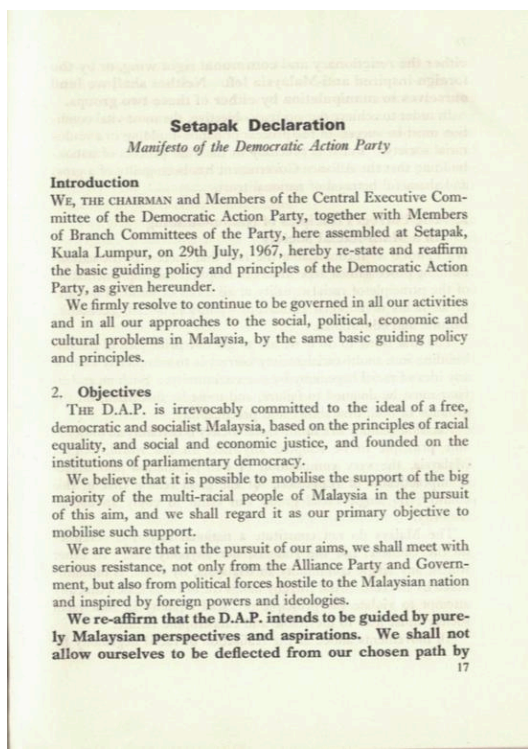 Setapak Declaration
Manifesto of the Democratic Action Party
Introduction
WE, THE CHAIRMAN and Members of the Central Executive Com-
mittee of the Democratic Action Party, together with Members
of Branch Committees of the Party, here assembled at Setapak,
Kuala Lumpur, on 29th July, 1967, hereby re-state and reaffirm
the basic guiding policy and principles of the Democratic Action
Party, as given hereunder.
We firmly resolve to continue to be governed in all our activities
and in all our approaches to the social, political, economic and
cultural problems in Malaysia, by the same basic guiding policy
and principles.
2. Objectives
THE D.A.P. is irrevocably committed to the ideal of a free,
democratic and socialist Malaysia, based on the principles of racial
equality, and social and economic justice, and founded on the
institutions of parliamentary democracy.
We believe that it is possible to mobilise the support of the big
majority of the multi-racial people of Malaysia in the pursuit
of this aim, and we shall regard it as our primary objective to
mobilise such support.
We are aware that in the pursuit of our aims, we shall meet with
serious resistance, not only from the Alliance Party and Govern-
ment, but also from political forces hostile to the Malaysian nation
and inspired by foreign powers and ideologies.
We re-affirm that the D.A.P. intends to be guided by pure-
ly Malaysian perspectives and aspirations. We shall not
allow ourselves to be deflected from our chosen path by
17